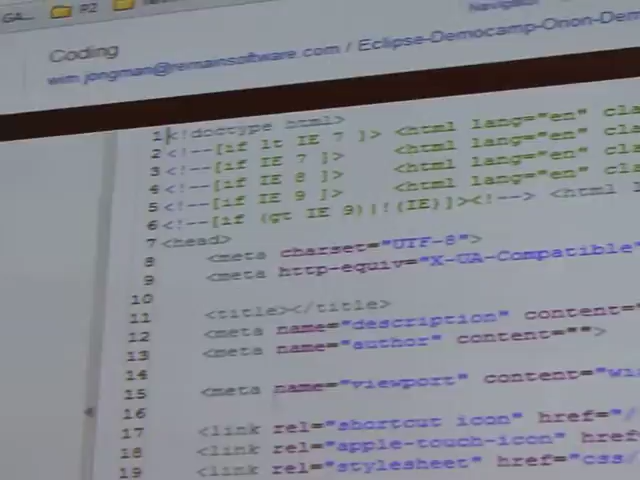 GA... P2
Navigator
Coding
wim.jongman@remainsoftware.com / Eclipse-Democamp-Orion-Dem
1 <!doctype html>
2 <!--[if lt IE 7 ]> <html lang="en" cla
3 <!--[if IE 7 ]> <html lang="en" cla
4 <!--[if IE 8 ]> <html lang="en" cla
5 <!--[if IE 9 ]> <html lang="en" cla
6 <!--[if (gt IE 9)|!(IE)]><!--> <html
7 <head>
8 <meta charset="UTF-8">
9 <meta http-equiv="X-UA-Compatible"
10
11 <title></title>
12 <meta name="description" content="
13 <meta name="author" content="">
14
15 <meta name="viewport" content="wi
16
17 <link rel="shortcut icon" href="/
18 <link rel="apple-touch-icon" href
19 <link rel="stylesheet" href="css/